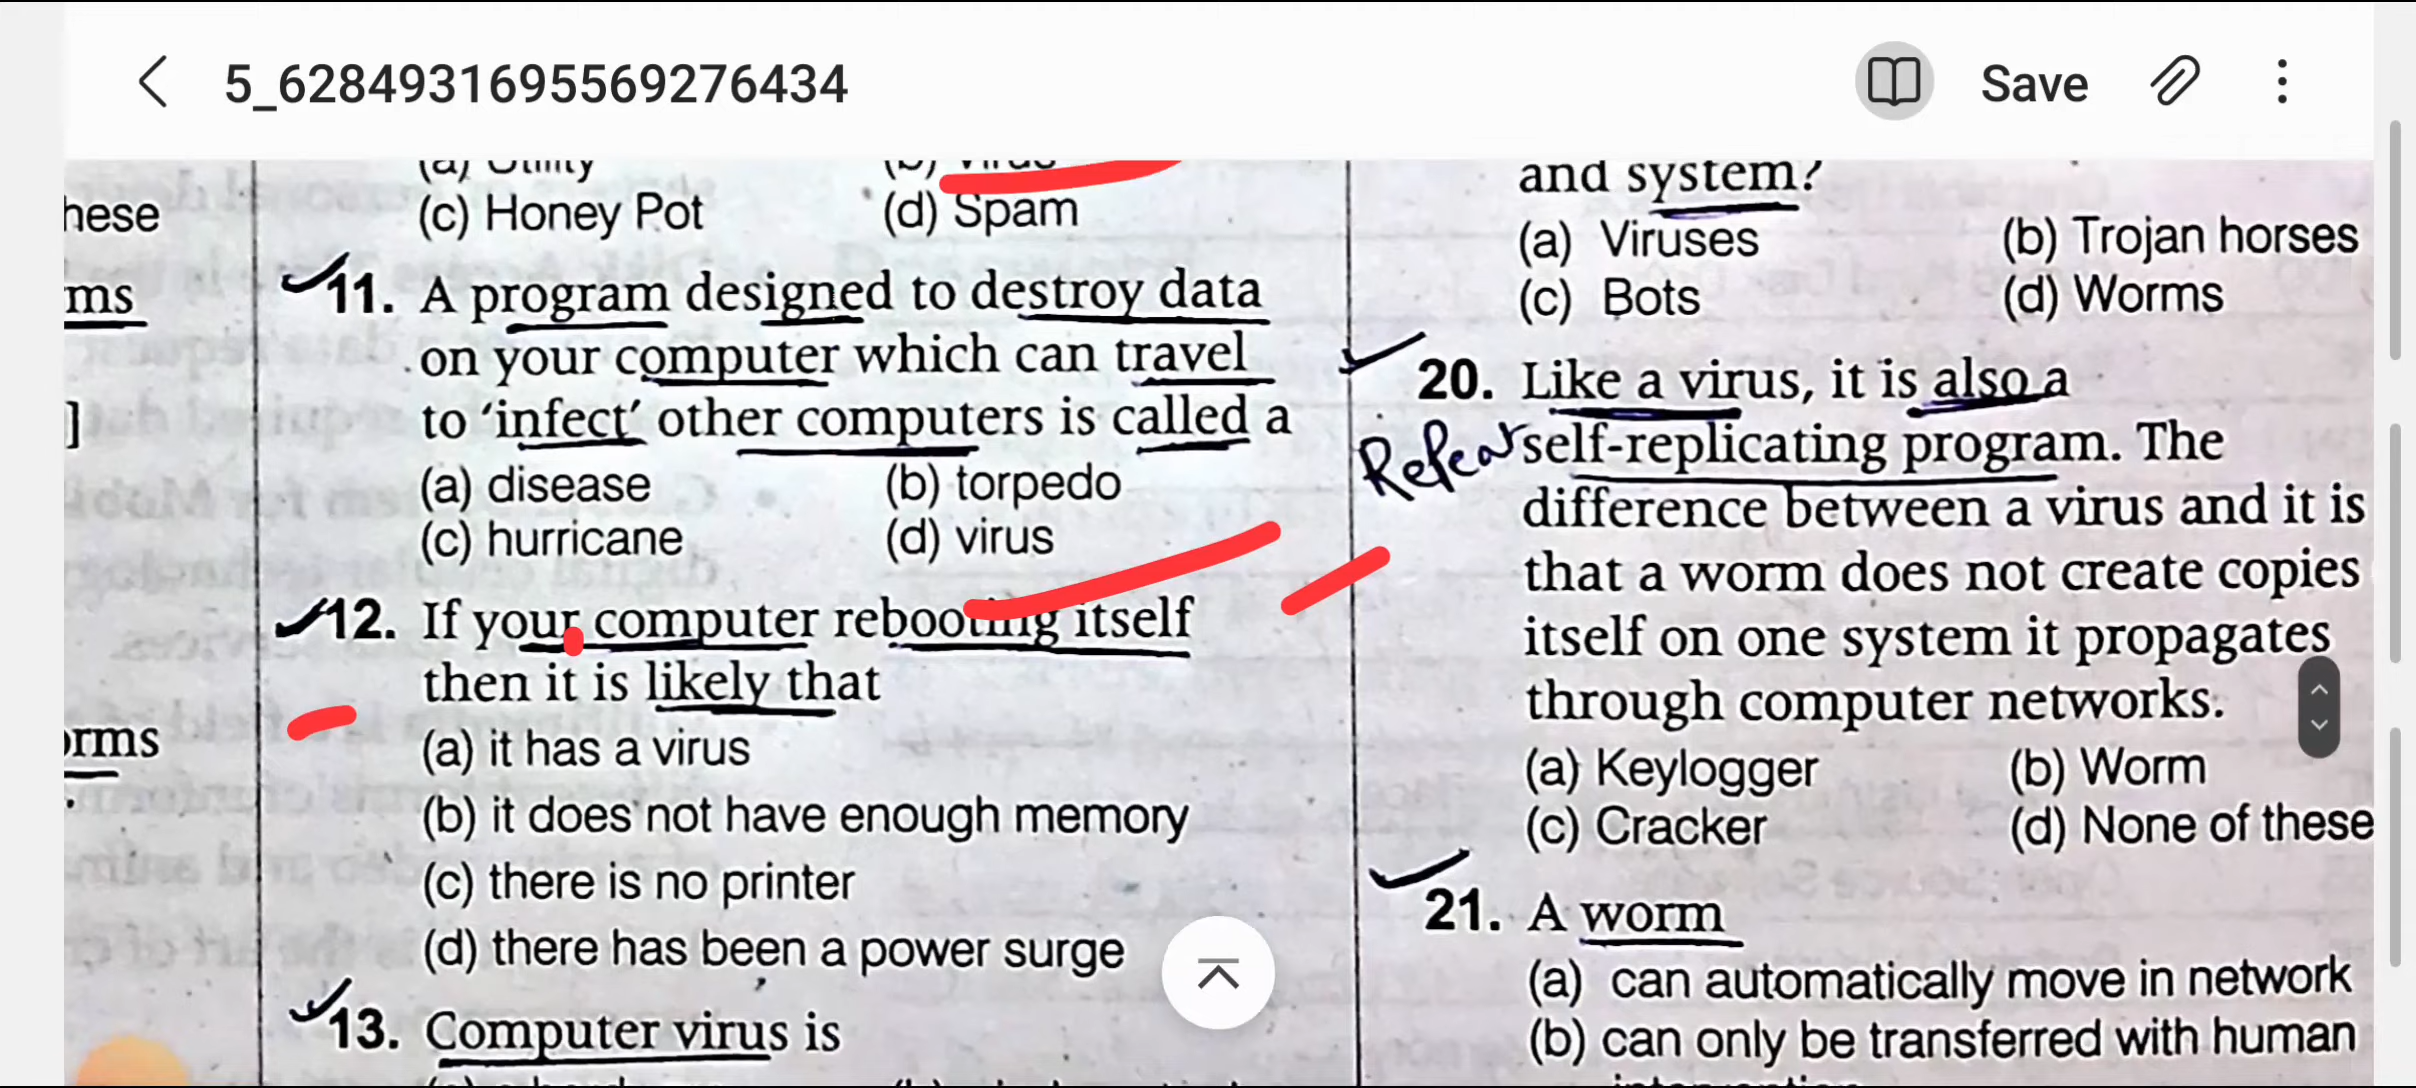 5_6284931695569276434
Save
hese
ms
]
orms
(a) Utility (b) Virus
(c) Honey Pot (d) Spam
11. A program designed to destroy data
on your computer which can travel
to ‘infect’ other computers is called a
(a) disease (b) torpedo
(c) hurricane (d) virus
12. If your computer rebooting itself
then it is likely that
(a) it has a virus
(b) it does not have enough memory
(c) there is no printer
(d) there has been a power surge
13. Computer virus is
and system?
(a) Viruses (b) Trojan horses
(c) Bots (d) Worms
20. Like a virus, it is also a
self-replicating program. The
difference between a virus and it is
that a worm does not create copies
itself on one system it propagates
through computer networks.
(a) Keylogger (b) Worm
(c) Cracker (d) None of these
21. A worm
(a) can automatically move in network
(b) can only be transferred with human